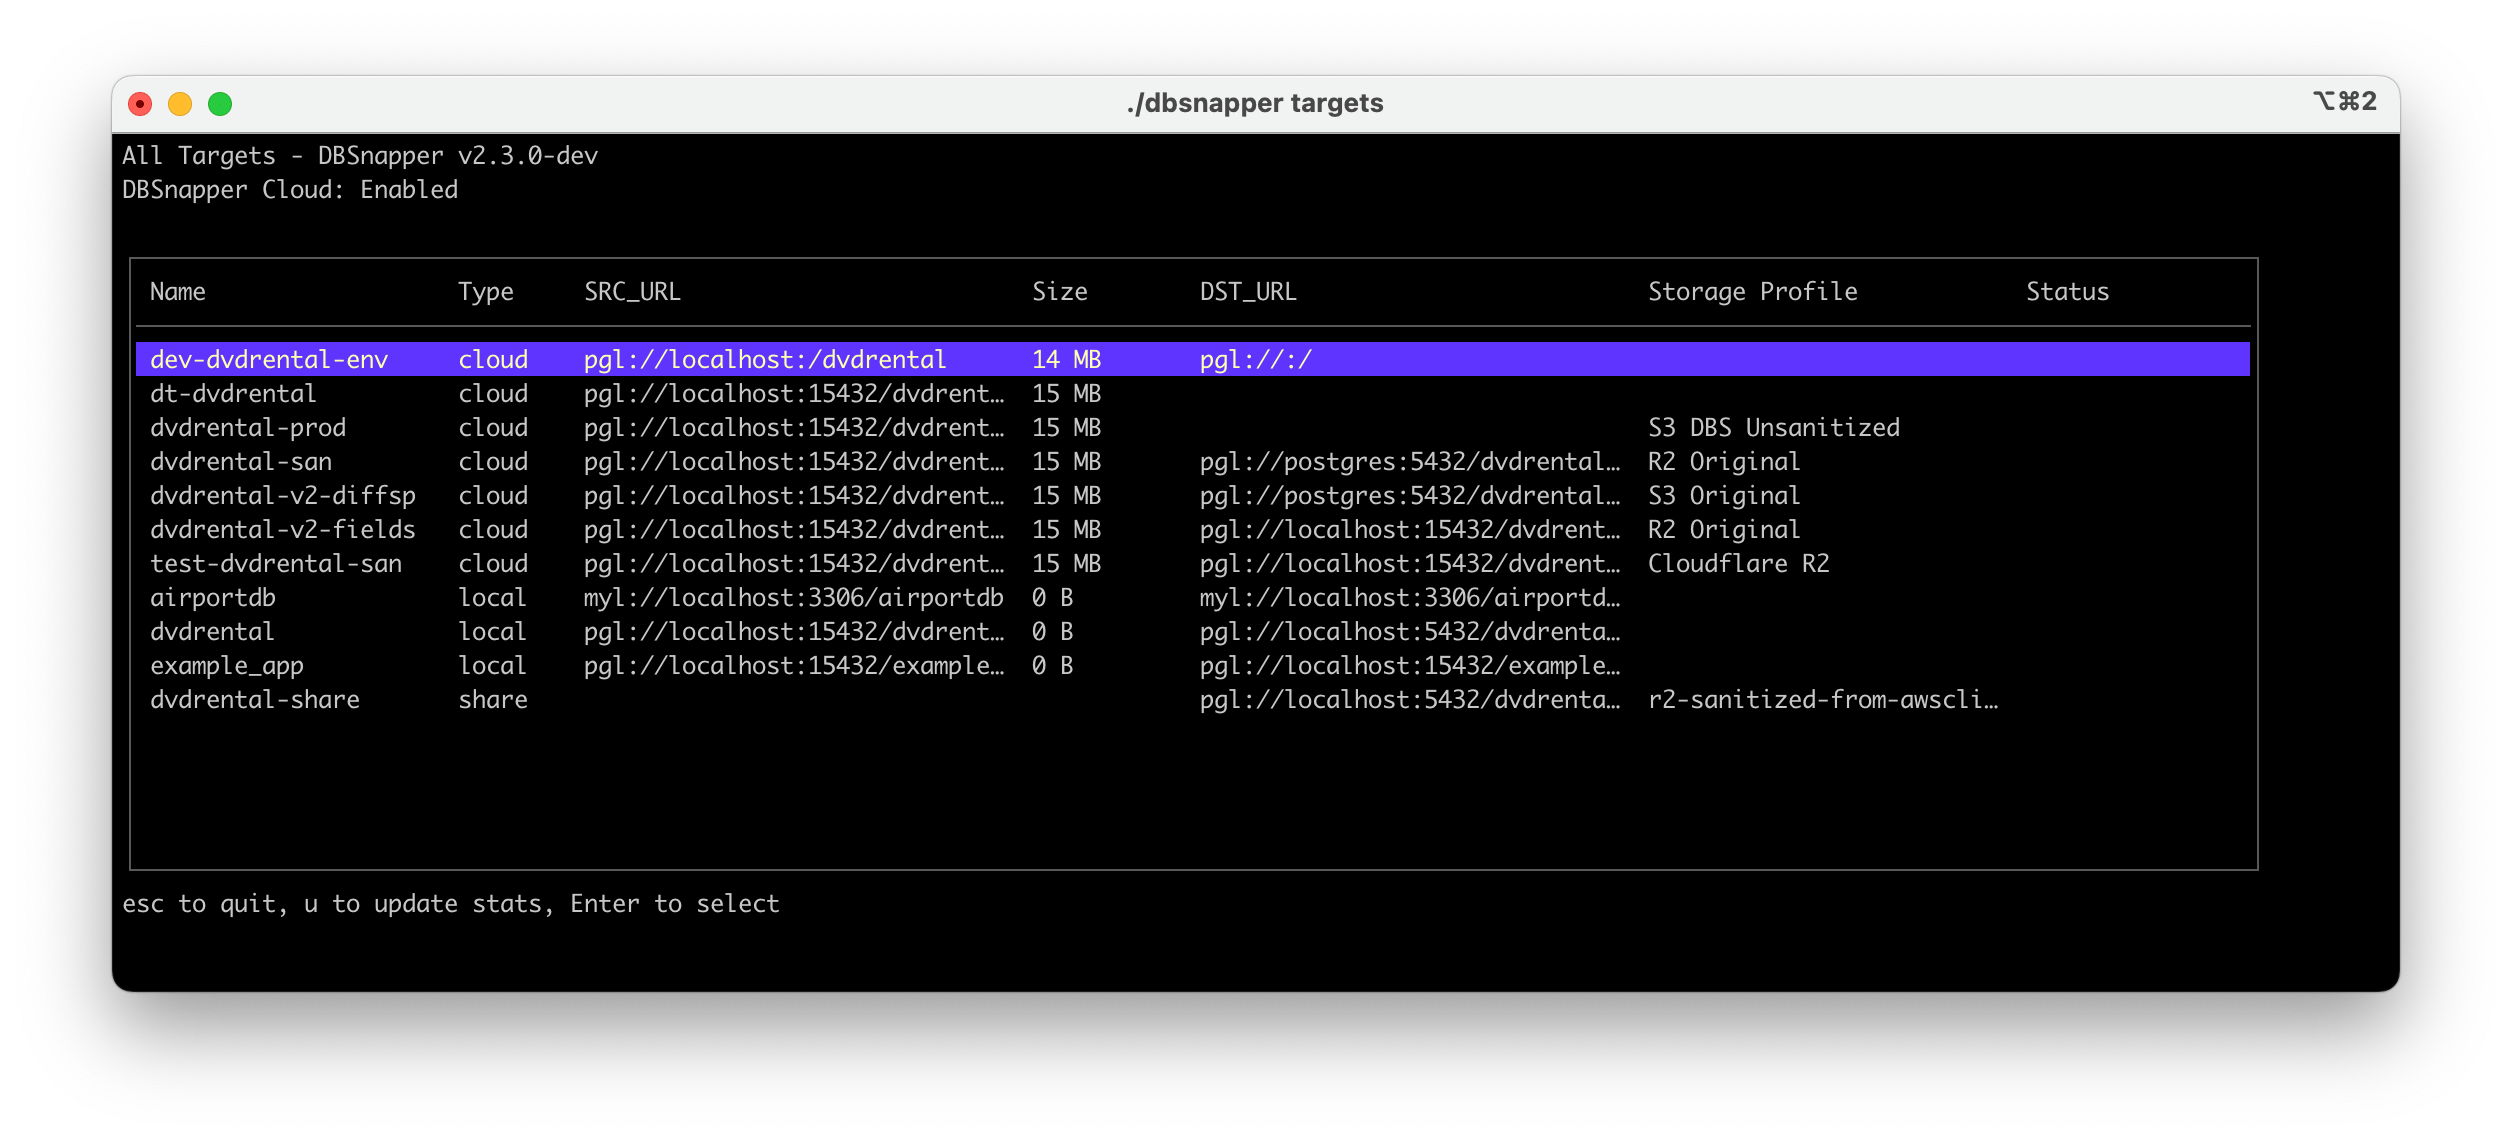 ./dbsnapper targets ⌥⌘2
All Targets - DBSnapper v2.3.0-dev
DBSnapper Cloud: Enabled
Name Type SRC_URL Size DST_URL Storage Profile Status
dev-dvdrental-env cloud pgl://localhost:/dvdrental 14 MB pgl://:/
dt-dvdrental cloud pgl://localhost:15432/dvdrent… 15 MB
dvdrental-prod cloud pgl://localhost:15432/dvdrent… 15 MB S3 DBS Unsanitized
dvdrental-san cloud pgl://localhost:15432/dvdrent… 15 MB pgl://postgres:5432/dvdrental… R2 Original
dvdrental-v2-diffsp cloud pgl://localhost:15432/dvdrent… 15 MB pgl://postgres:5432/dvdrental… S3 Original
dvdrental-v2-fields cloud pgl://localhost:15432/dvdrent… 15 MB pgl://localhost:15432/dvdrent… R2 Original
test-dvdrental-san cloud pgl://localhost:15432/dvdrent… 15 MB pgl://localhost:15432/dvdrent… Cloudflare R2
airportdb local myl://localhost:3306/airportdb 0 B myl://localhost:3306/airportd…
dvdrental local pgl://localhost:15432/dvdrent… 0 B pgl://localhost:5432/dvdrenta…
example_app local pgl://localhost:15432/example… 0 B pgl://localhost:15432/example…
dvdrental-share share pgl://localhost:5432/dvdrenta… r2-sanitized-from-awscli…
esc to quit, u to update stats, Enter to select